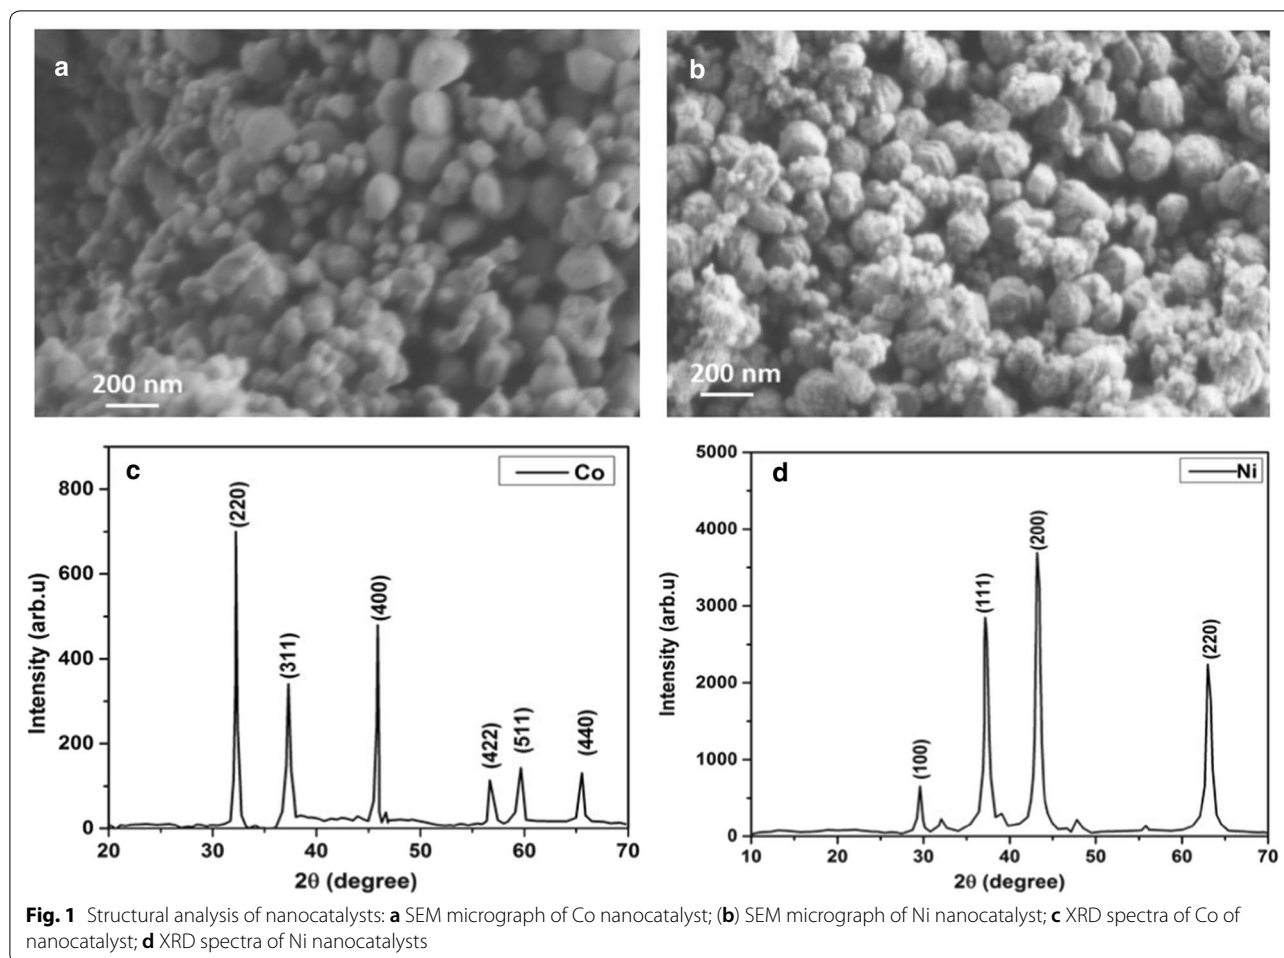 a
200 nm
b
200 nm
c
Co
(220)
(311)
(400)
(422)
(511)
(440)
800
600
400
200
0
20
30
40
50
60
70
Intensity (arb.u)
2θ (degree)
d
Ni
(100)
(111)
(200)
(220)
5000
4000
3000
2000
1000
0
10
20
30
40
50
60
70
Intensity (arb.u)
2θ (degree)
Fig. 1 Structural analysis of nanocatalysts: a SEM micrograph of Co nanocatalyst; (b) SEM micrograph of Ni nanocatalyst; c XRD spectra of Co of
nanocatalyst; d XRD spectra of Ni nanocatalysts